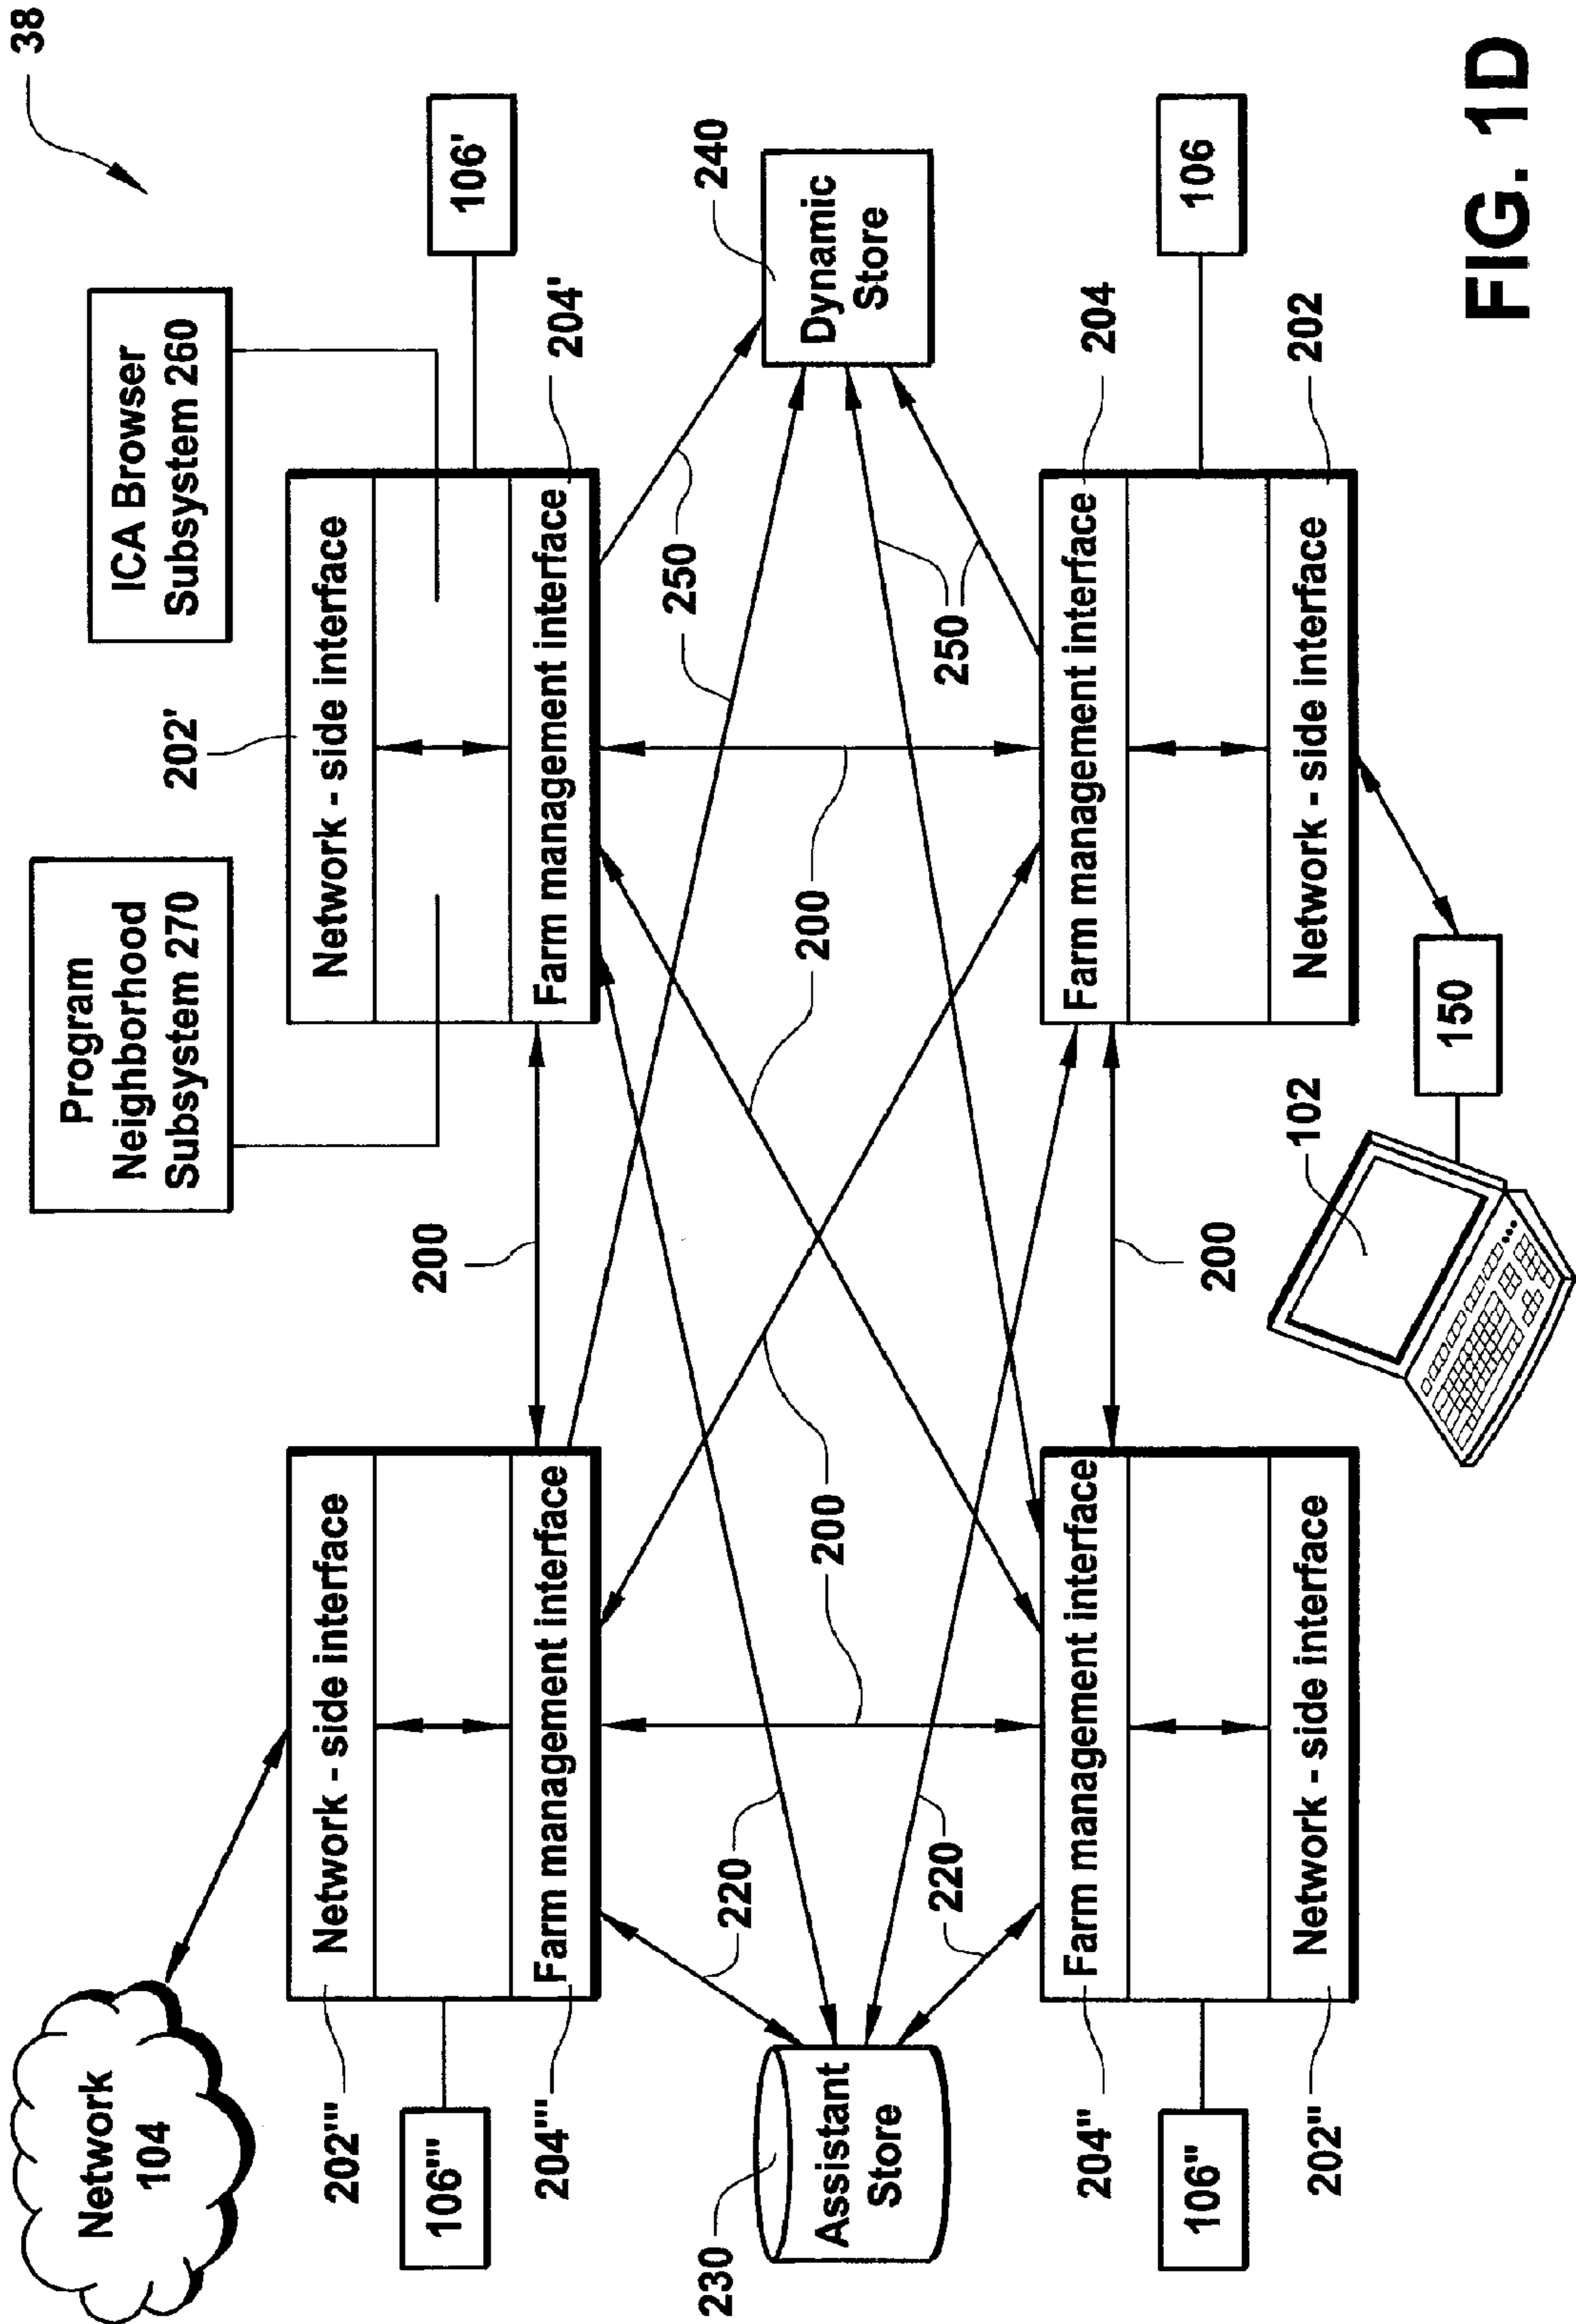 38
Network
104
Program
Neighborhood
Subsystem 270
ICA Browser
Subsystem 260
202'
202'''
Network - side interface
Network - side interface
106'''
106'
204'''
Farm management interface
200
Farm management interface
204'
230
220
250
250
240
Assistant
Store
200
200
200
200
Dynamic
Store
220
250
204''
Farm management interface
Farm management interface
204
106''
200
106
202''
Network - side interface
102
Network - side interface
202
150
FIG. 1D